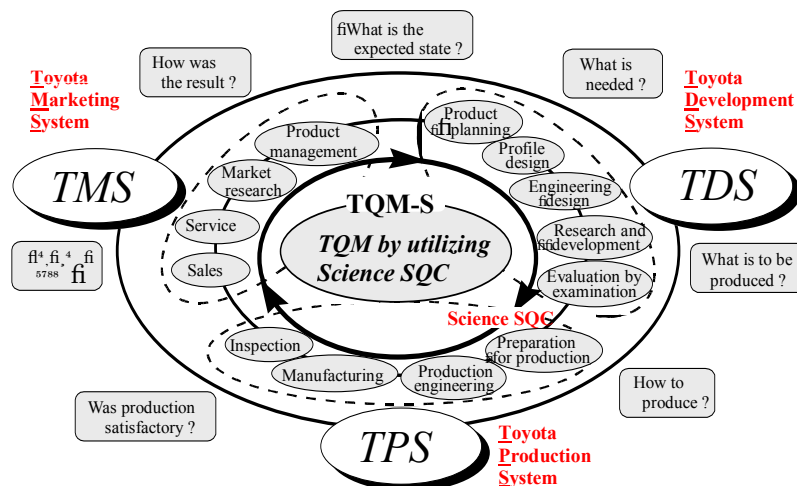 What is the
expected state ?
How was
the result ?
What is
needed ?
Toyota
Marketing
System
Toyota
Development
System
Product
planning
Product
management
Profile
design
Market
research
Engineering
design
TMS
TDS
TQM-S
Service
TQM by utilizing
Science SQC
Research and
development
Sales
Evaluation by
examination
What is to be
produced ?
Science SQC
Inspection
Preparation
for production
Manufacturing
Production
engineering
How to
produce ?
Was production
satisfactory ?
TPS
Toyota
Production
System